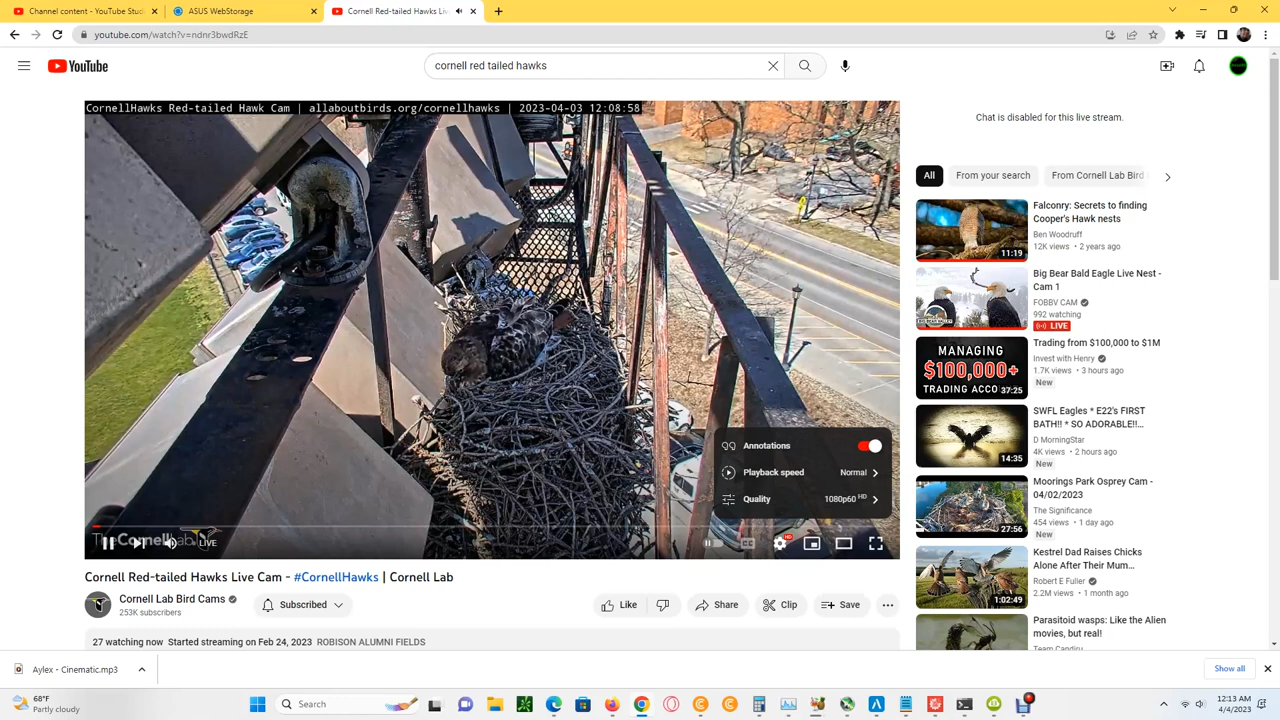 Channel content - YouTube Studio
ASUS WebStorage
Cornell Red-tailed Hawks Li
youtube.com/watch?v=ndnr3bwdRzE
YouTube
cornell red tailed hawks
CornellHawks Red-tailed Hawk Cam | allaboutbirds.org/cornellhawks | 2023-04-03 12:08:58
Annotations
Playback speed Normal
Quality 1080p60 HD
LIVE
HD
Cornell Red-tailed Hawks Live Cam - #CornellHawks | Cornell Lab
Cornell Lab Bird Cams
253K subscribers
Subscribed
Like
Share
Clip
Save
27 watching now Started streaming on Feb 24, 2023 ROBISON ALUMNI FIELDS
Chat is disabled for this live stream.
All
From your search
From Cornell Lab Bird
Falconry: Secrets to finding
Cooper's Hawk nests
Ben Woodruff
12K views • 2 years ago
11:19
Big Bear Bald Eagle Live Nest -
Cam 1
FOBBV CAM
992 watching
LIVE
MANAGING
$100,000+
TRADING ACCO
37:25
Trading from $100,000 to $1M
Invest with Henry
1.7K views • 3 hours ago
New
SWFL Eagles * E22's FIRST
BATH!! * SO ADORABLE!!...
D MorningStar
4K views • 2 hours ago
New
14:35
Moorings Park Osprey Cam -
04/02/2023
The Significance
454 views • 1 day ago
New
27:56
Kestrel Dad Raises Chicks
Alone After Their Mum...
Robert E Fuller
2.2M views • 1 month ago
1:02:49
Parasitoid wasps: Like the Alien
movies, but real!
Team Candiru
Aylex - Cinematic.mp3
Show all
68°F
Partly cloudy
Search
12:13 AM
4/4/2023